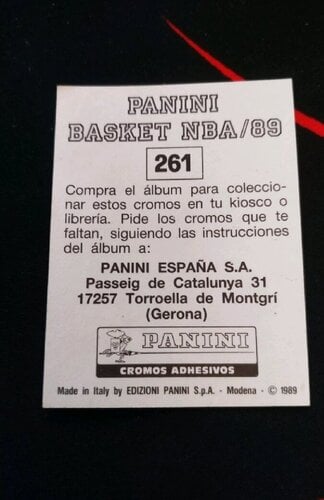 PANINI
BASKET NBA/89
261
Compra el álbum para coleccio-
nar estos cromos en tu kiosco o
librería. Pide los cromos que te
faltan, siguiendo las instrucciones
del álbum a:
PANINI ESPAÑA S.A.
Passeig de Catalunya 31
17257 Torroella de Montgrí
(Gerona)
PANINI
CROMOS ADHESIVOS
Made in Italy by EDIZIONI PANINI S.p.A. - Modena - © 1989